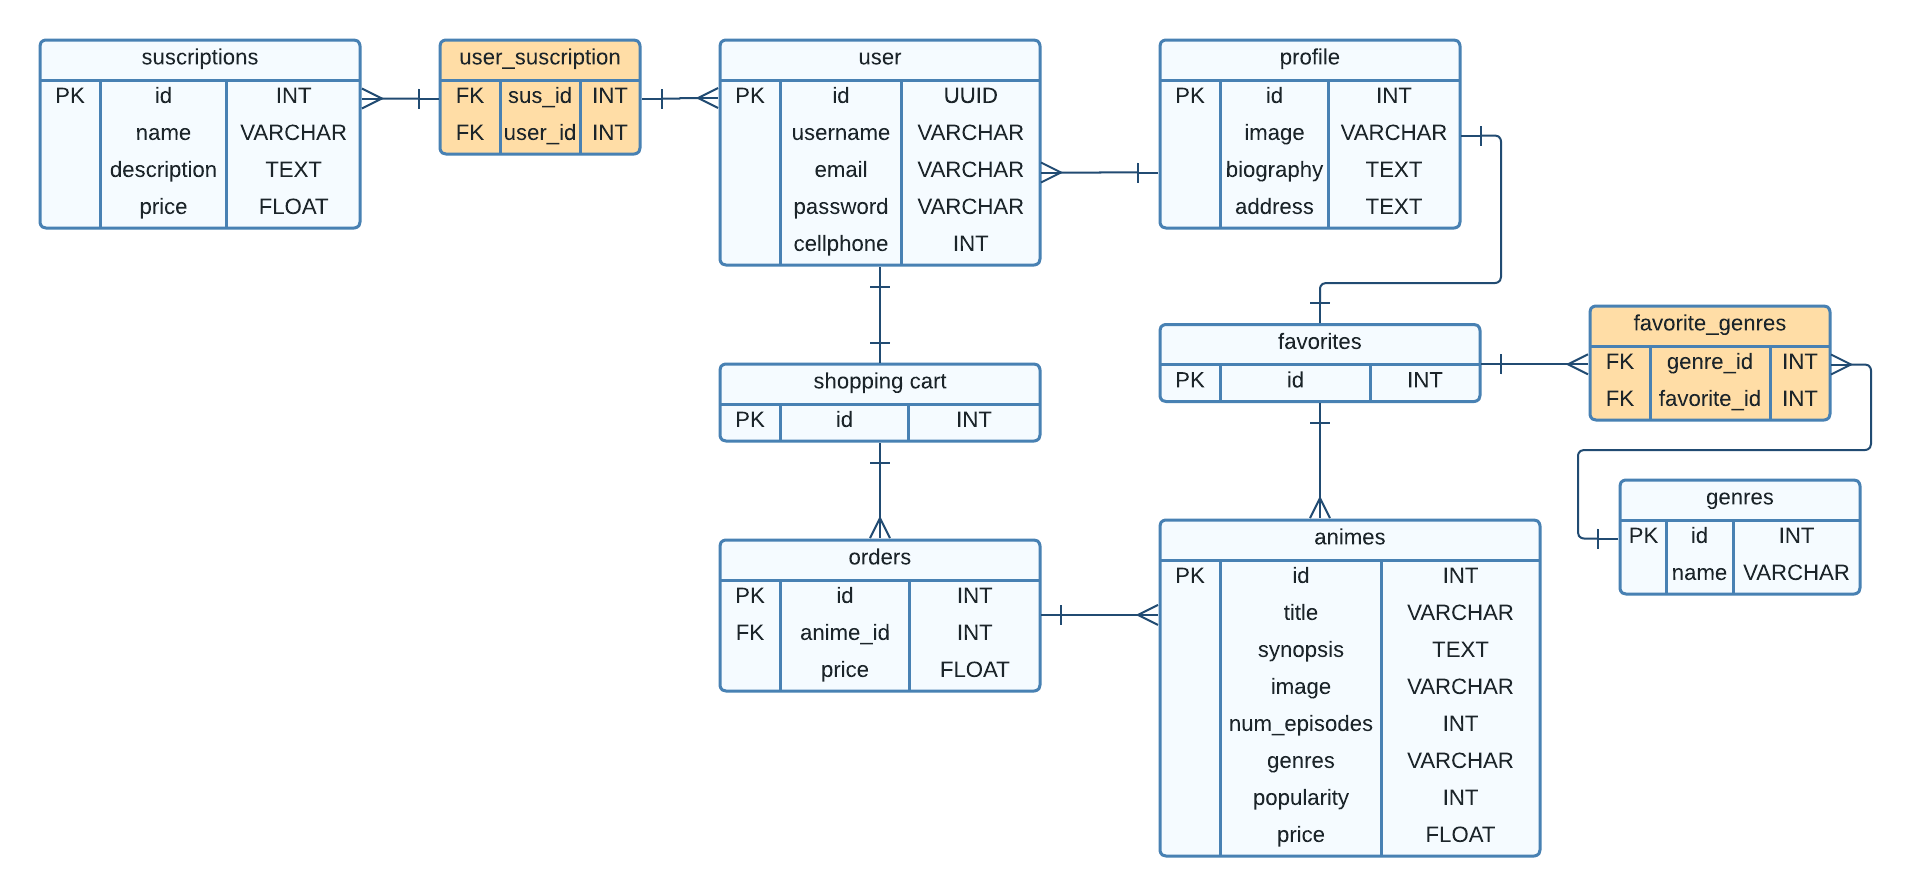 suscriptions
PK id INT
name VARCHAR
description TEXT
price FLOAT
user_suscription
FK sus_id INT
FK user_id INT
user
PK id UUID
username VARCHAR
email VARCHAR
password VARCHAR
cellphone INT
profile
PK id INT
image VARCHAR
biography TEXT
address TEXT
favorites
PK id INT
favorite_genres
FK genre_id INT
FK favorite_id INT
shopping cart
PK id INT
genres
PK id INT
name VARCHAR
orders
PK id INT
FK anime_id INT
price FLOAT
animes
PK id INT
title VARCHAR
synopsis TEXT
image VARCHAR
num_episodes INT
genres VARCHAR
popularity INT
price FLOAT